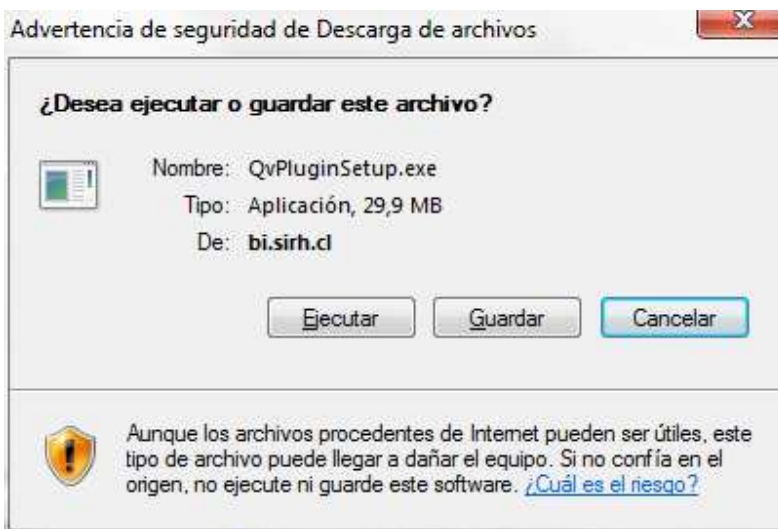 Advertencia de seguridad de Descarga de archivos
¿Desea ejecutar o guardar este archivo?
Nombre: QvPluginSetup.exe
Tipo: Aplicación, 29,9 MB
De: bi.sirh.cl
Ejecutar Guardar Cancelar
Aunque los archivos procedentes de Internet pueden ser útiles, este
tipo de archivo puede llegar a dañar el equipo. Si no confía en el
origen, no ejecute ni guarde este software. ¿Cuál es el riesgo?